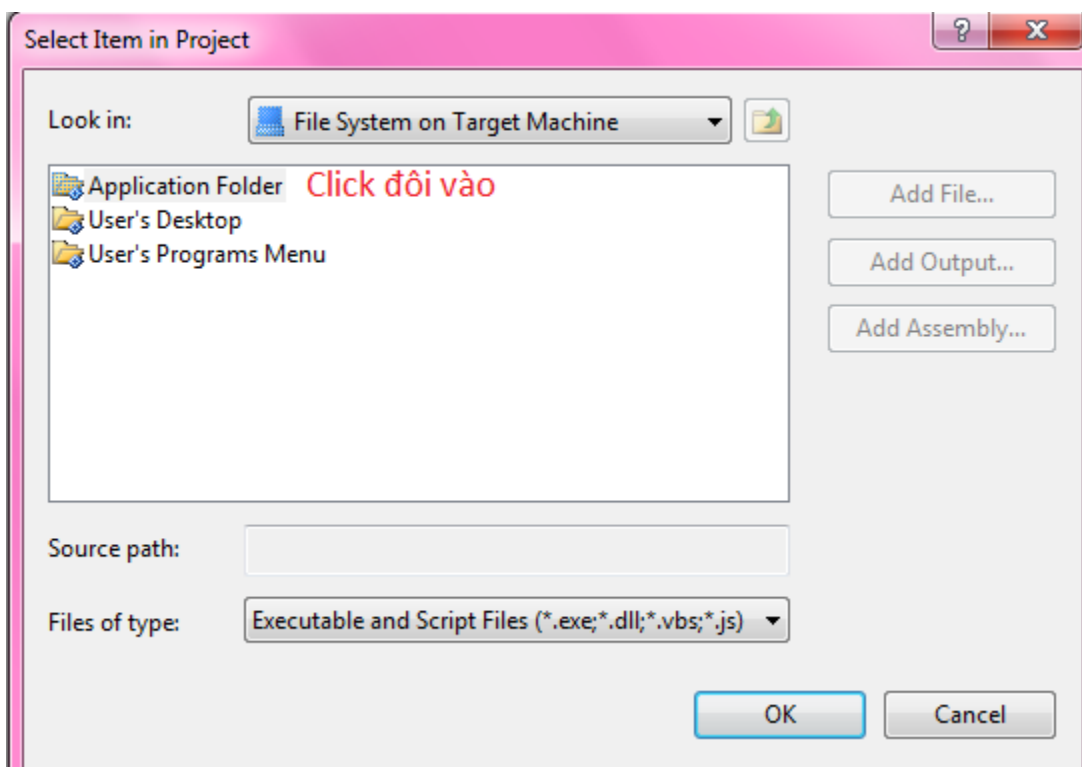 Select Item in Project
Look in:
File System on Target Machine
Application Folder Click đôi vào
User's Desktop
User's Programs Menu
Add File...
Add Output...
Add Assembly...
Source path:
Files of type:
Executable and Script Files (*.exe;*.dll;*.vbs;*.js)
OK
Cancel